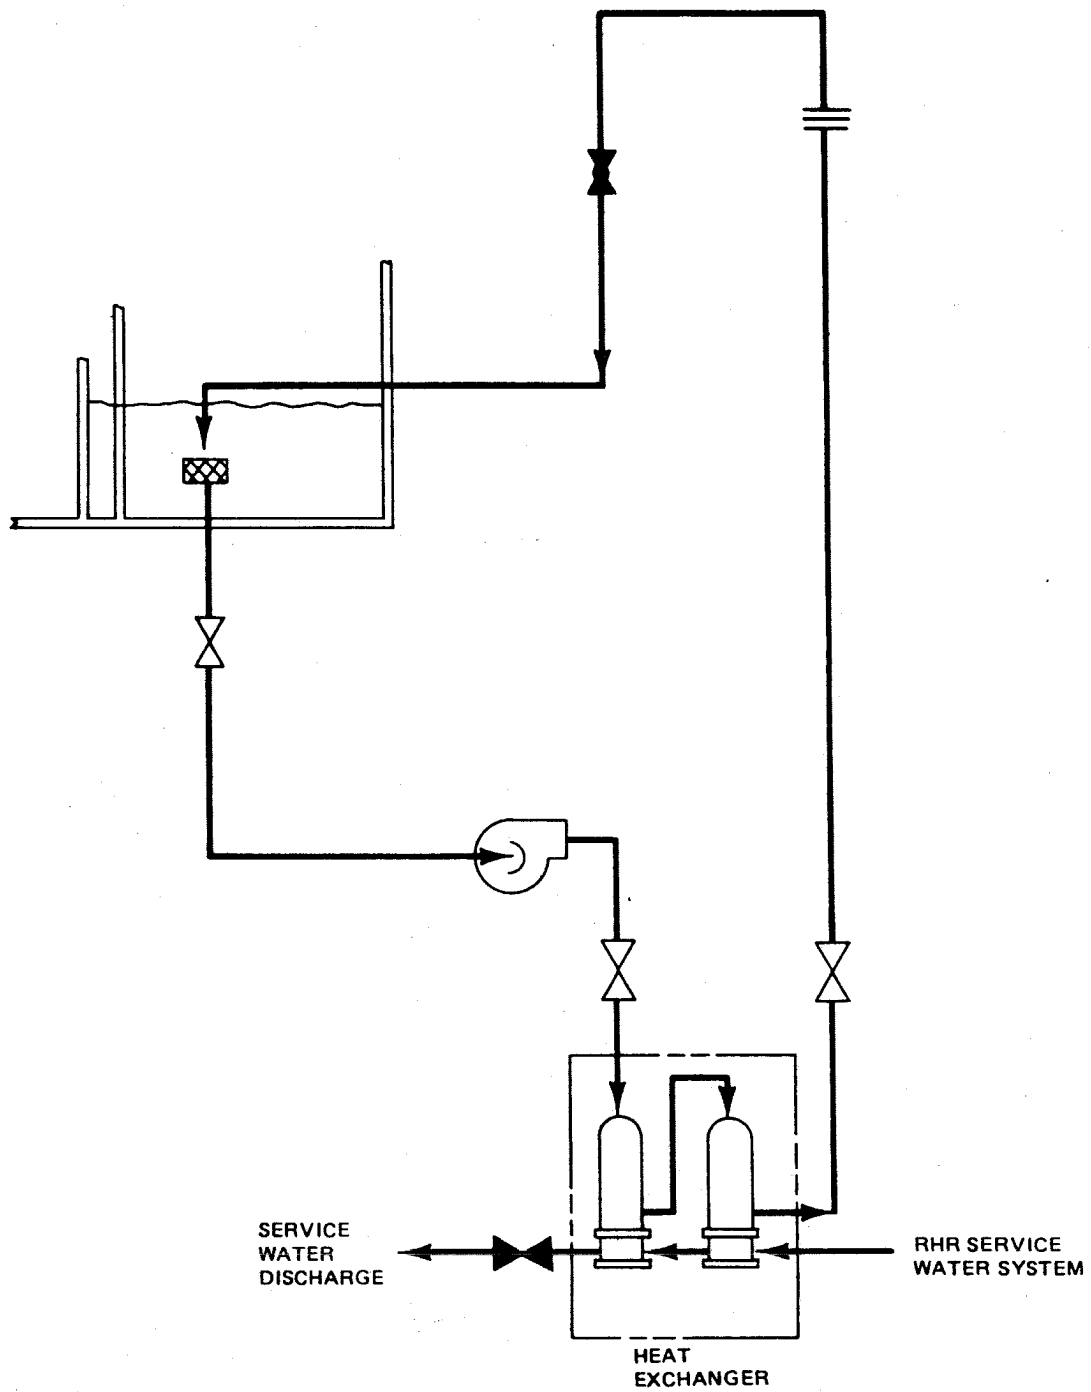 SERVICE
WATER
DISCHARGE
RHR SERVICE
WATER SYSTEM
HEAT
EXCHANGER